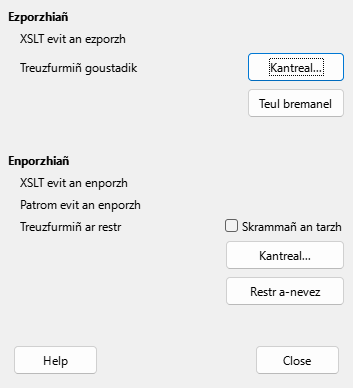 Ezporzhiañ
XSLT evit an ezporzh
Treuzfurmiñ goustadik
Kantreal...
Teul bremanel
Enporzhiañ
XSLT evit an enporzh
Patrom evit an enporzh
Treuzfurmiñ ar restr
Skrammañ an tarzh
Kantreal...
Restr a-nevez
Help
Close